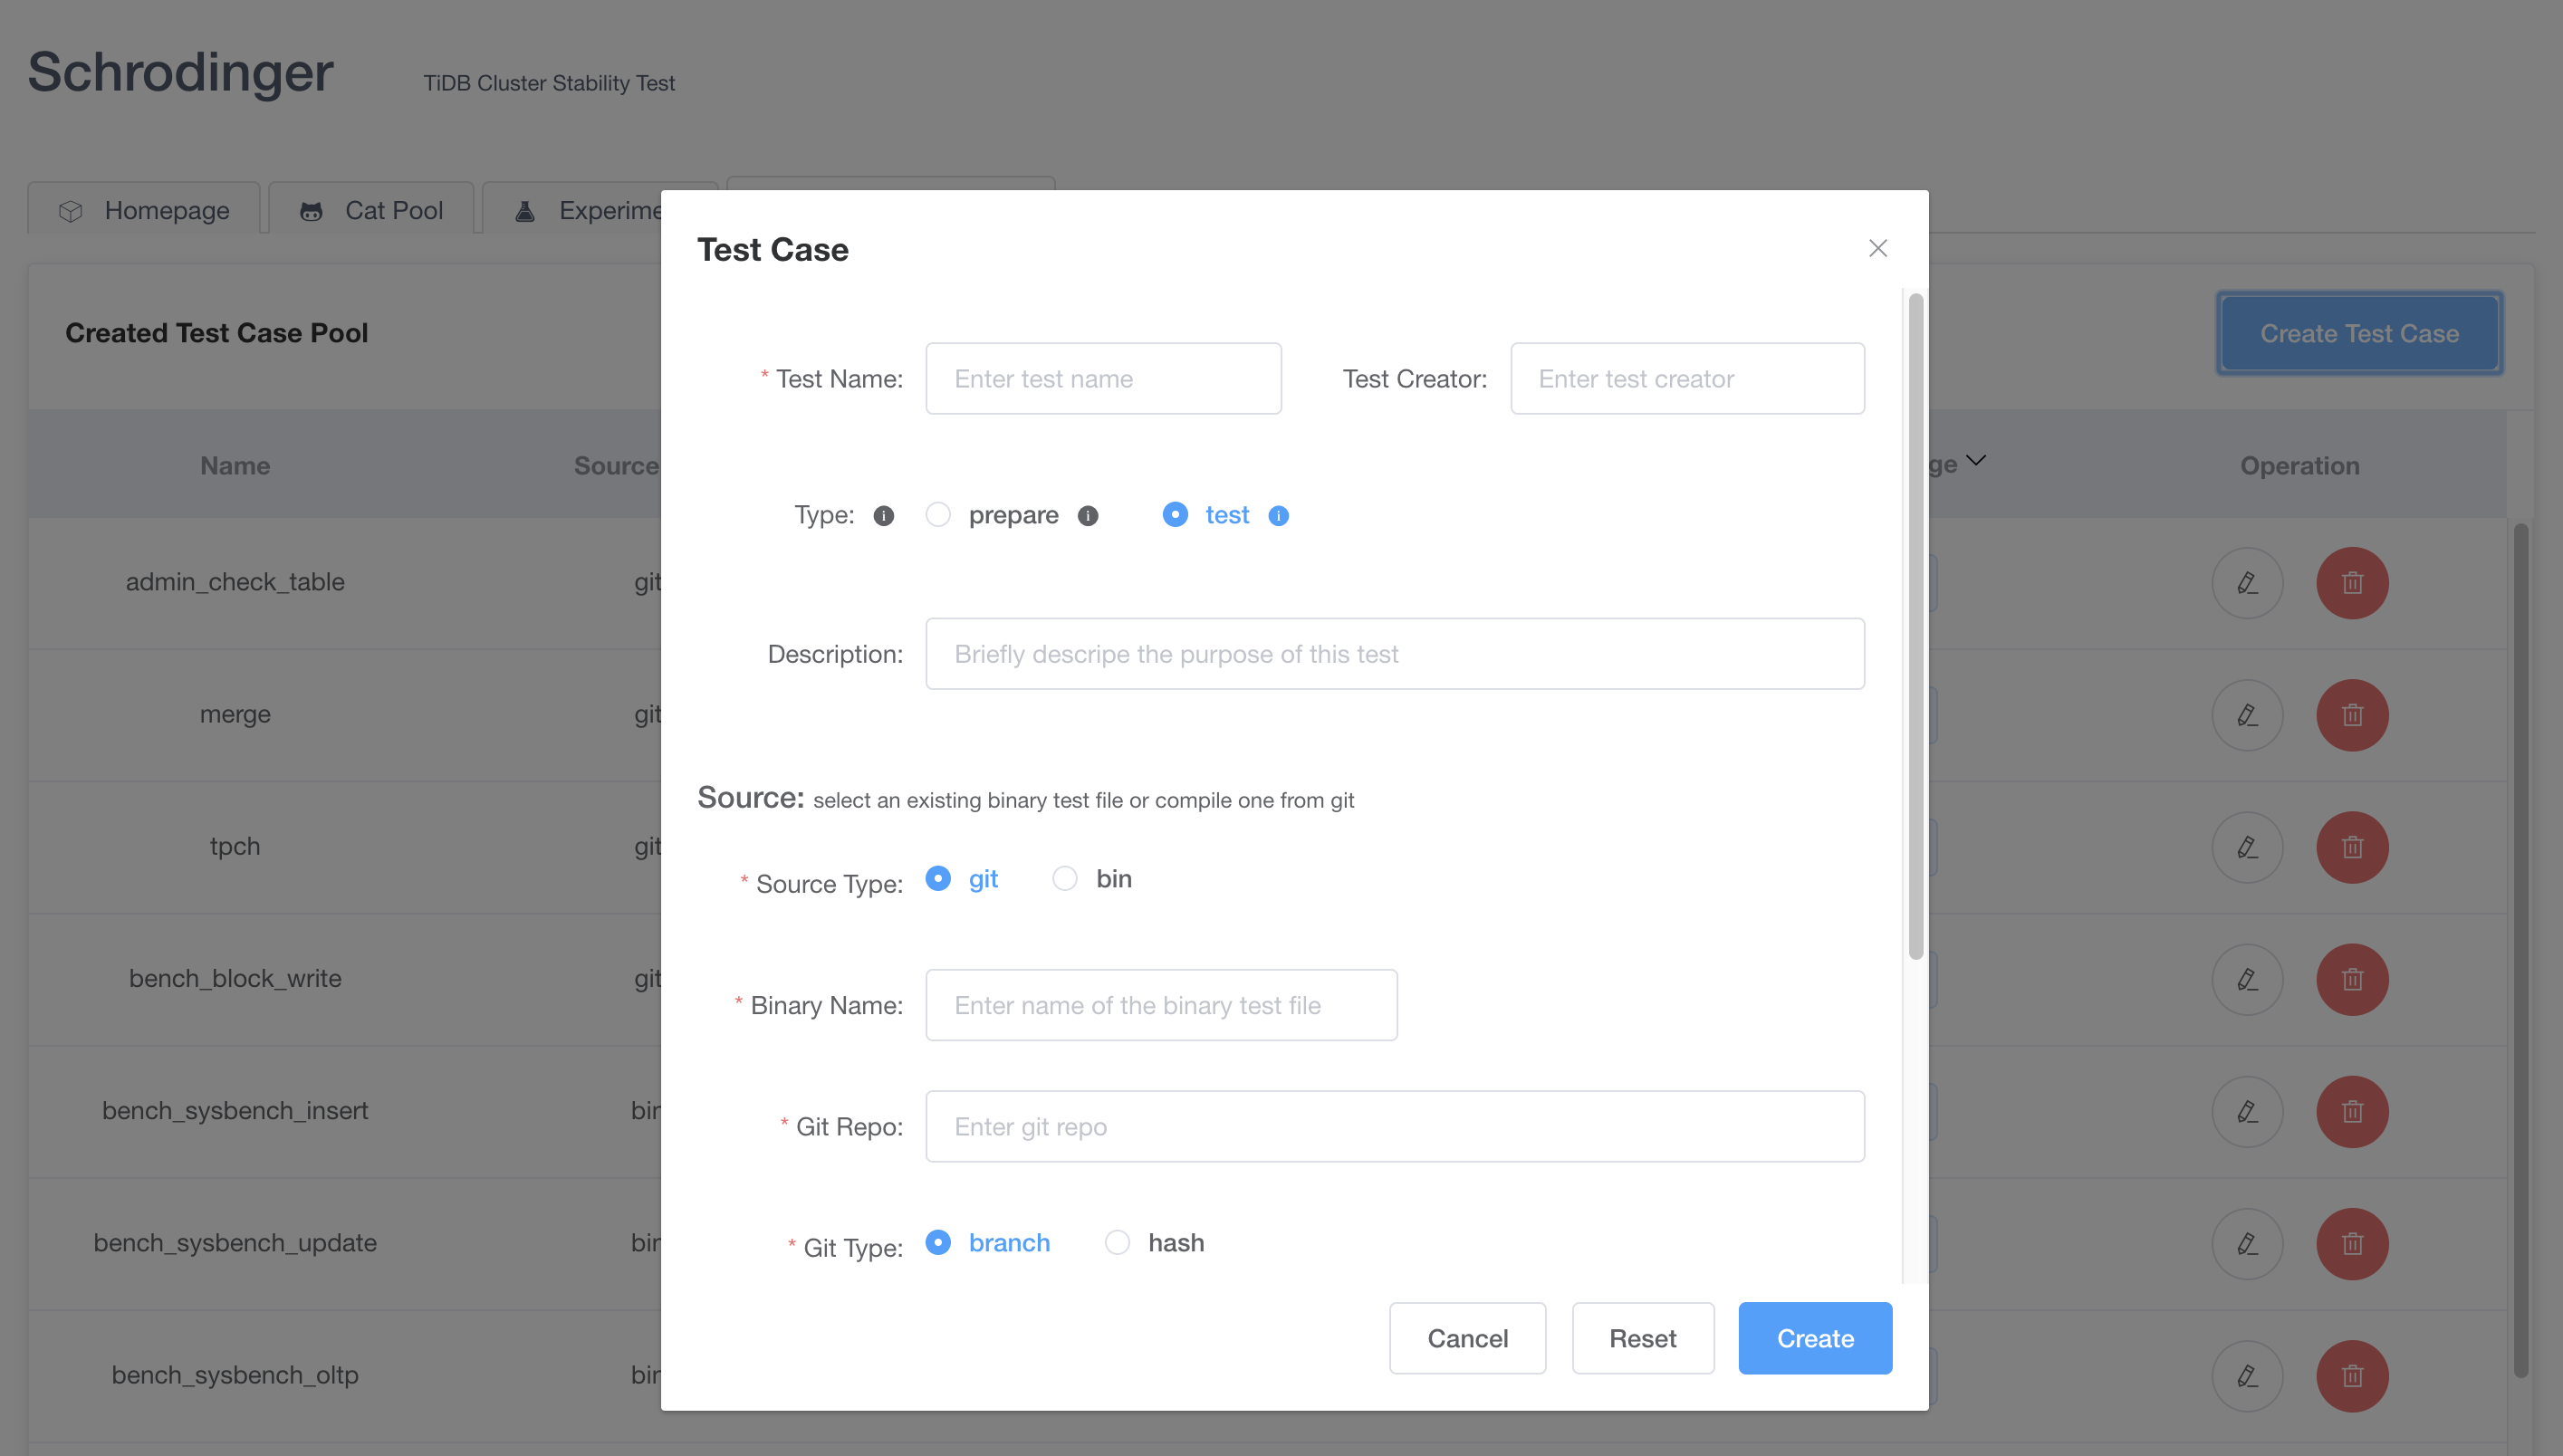 Schrodinger TiDB Cluster Stability Test
Homepage Cat Pool Experime
Test Case
Created Test Case Pool
Create Test Case
* Test Name: Enter test name Test Creator: Enter test creator
Name Source ge Operation
Type: prepare test
admin_check_table git
Description: Briefly descripe the purpose of this test
merge git
Source: select an existing binary test file or compile one from git
tpch git
* Source Type: git bin
bench_block_write git
* Binary Name: Enter name of the binary test file
bench_sysbench_insert bin
* Git Repo: Enter git repo
bench_sysbench_update bin
* Git Type: branch hash
Cancel Reset Create
bench_sysbench_oltp bin